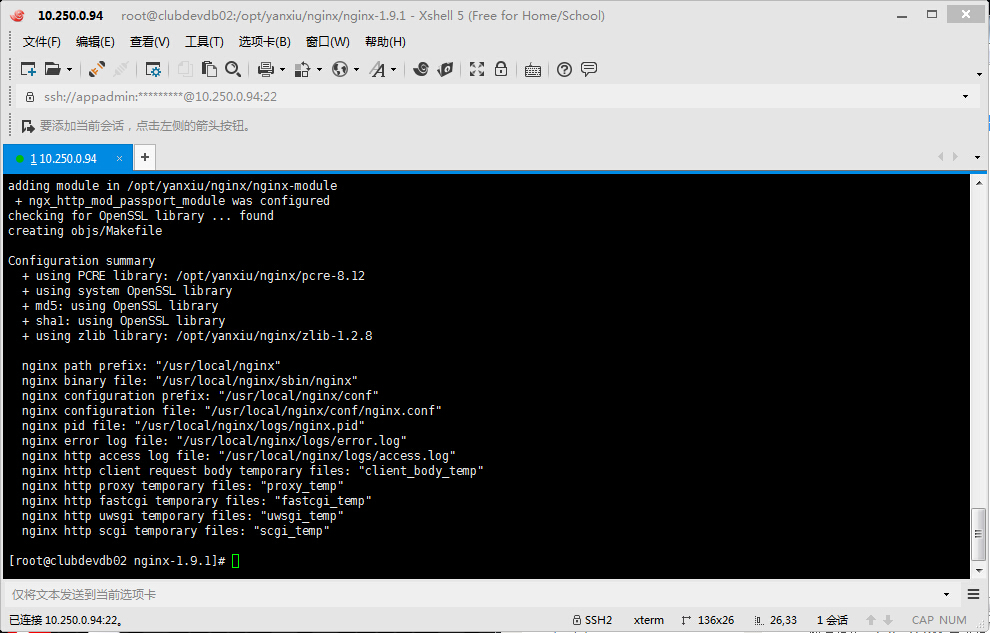 10.250.0.94 root@clubdevdb02:/opt/yanxiu/nginx/nginx-1.9.1 - Xshell 5 (Free for Home/School)
文件(F) 编辑(E) 查看(V) 工具(T) 选项卡(B) 窗口(W) 帮助(H)
ssh://appadmin:*********@10.250.0.94:22
要添加当前会话，点击左侧的箭头按钮。
1 10.250.0.94 × +
adding module in /opt/yanxiu/nginx/nginx-module
 + ngx_http_mod_passport_module was configured
checking for OpenSSL library ... found
creating objs/Makefile
Configuration summary
  + using PCRE library: /opt/yanxiu/nginx/pcre-8.12
  + using system OpenSSL library
  + md5: using OpenSSL library
  + sha1: using OpenSSL library
  + using zlib library: /opt/yanxiu/nginx/zlib-1.2.8
  nginx path prefix: "/usr/local/nginx"
  nginx binary file: "/usr/local/nginx/sbin/nginx"
  nginx configuration prefix: "/usr/local/nginx/conf"
  nginx configuration file: "/usr/local/nginx/conf/nginx.conf"
  nginx pid file: "/usr/local/nginx/logs/nginx.pid"
  nginx error log file: "/usr/local/nginx/logs/error.log"
  nginx http access log file: "/usr/local/nginx/logs/access.log"
  nginx http client request body temporary files: "client_body_temp"
  nginx http proxy temporary files: "proxy_temp"
  nginx http fastcgi temporary files: "fastcgi_temp"
  nginx http uwsgi temporary files: "uwsgi_temp"
  nginx http scgi temporary files: "scgi_temp"
[root@clubdevdb02 nginx-1.9.1]#
仅将文本发送到当前选项卡
已连接 10.250.0.94:22。 SSH2 xterm 136x26 26,33 1 会话 CAP NUM